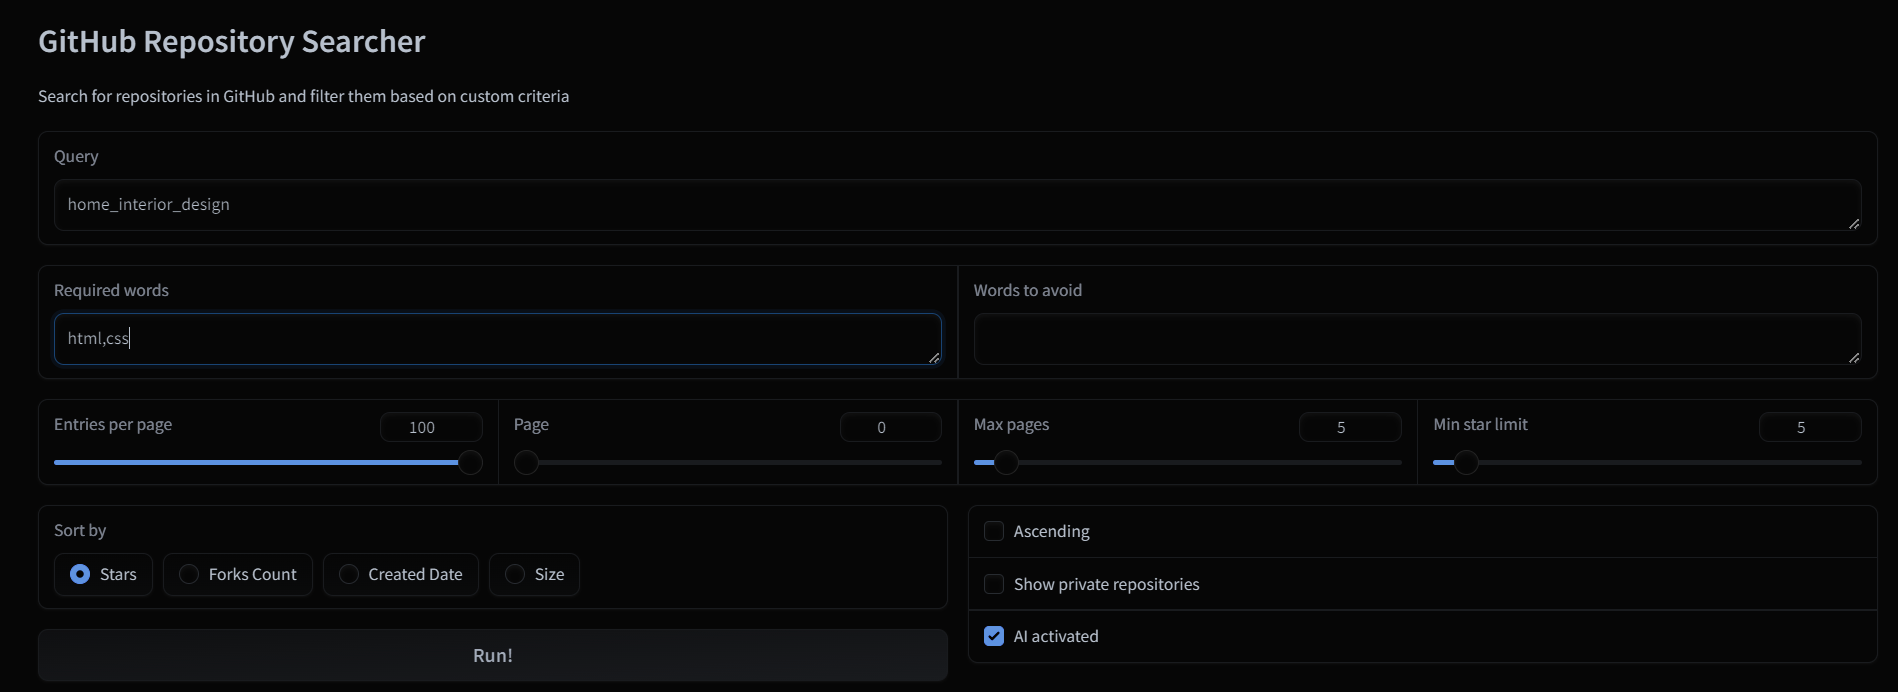 GitHub Repository Searcher
Search for repositories in GitHub and filter them based on custom criteria
Query
home_interior_design
Required words
html,css
Words to avoid
Entries per page
100
Page
0
Max pages
5
Min star limit
5
Sort by
Stars
Forks Count
Created Date
Size
Ascending
Show private repositories
AI activated
Run!